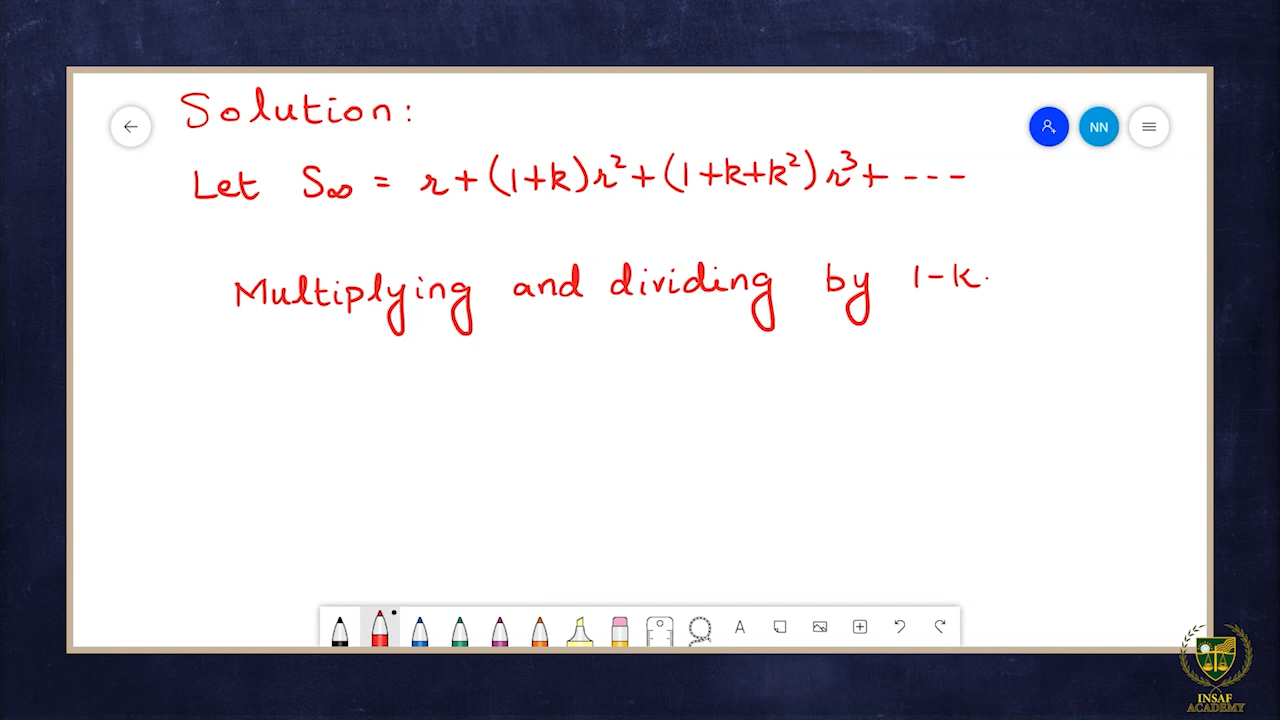 Solution:
NN
Let S∞ = r + (1+k)r² + (1+k+k²)r³ + ---
Multiplying and dividing by 1-k.
A
INSAF
ACADEMY